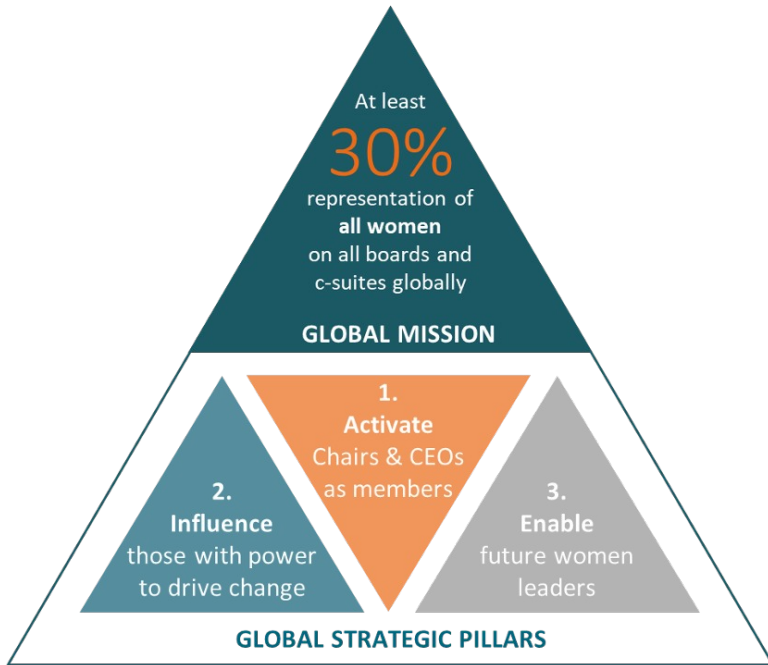 At least
30%
representation of
all women
on all boards and
c-suites globally
GLOBAL MISSION
1.
Activate
Chairs & CEOs
as members
2.
Influence
those with power
to drive change
3.
Enable
future women
leaders
GLOBAL STRATEGIC PILLARS